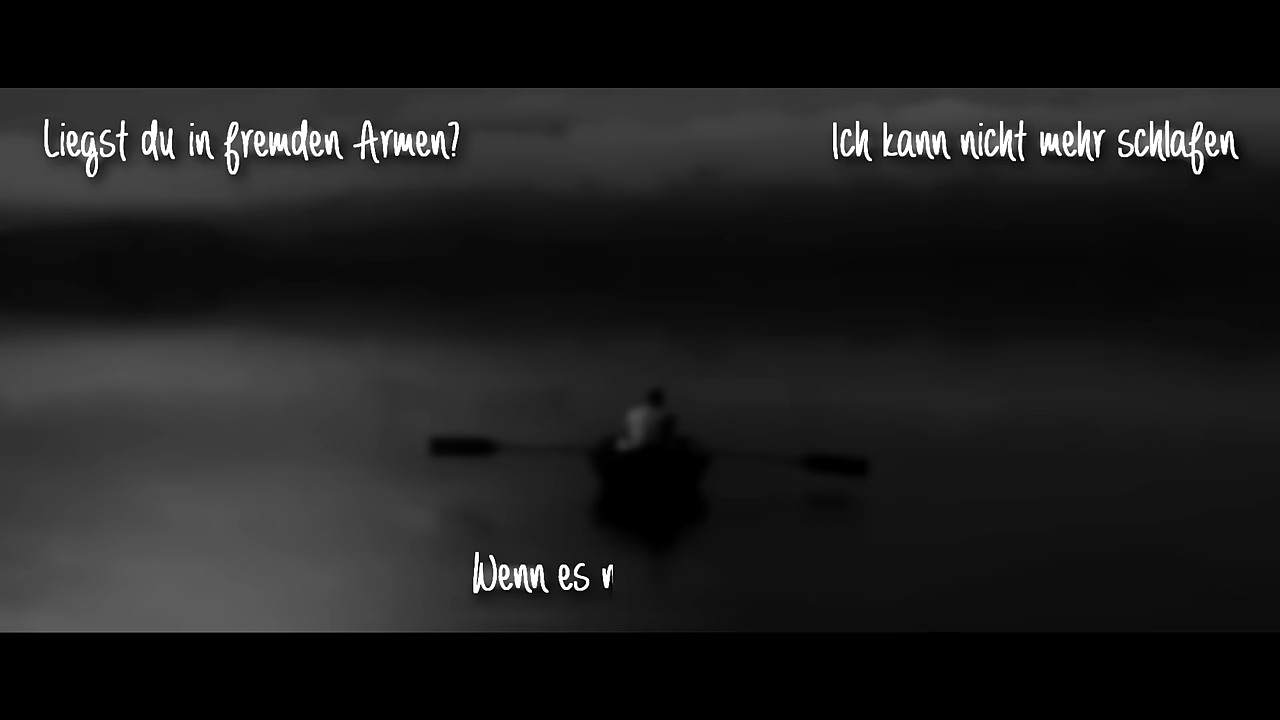 Liegst du in fremden Armen?
Ich kann nicht mehr schlafen
Wenn es